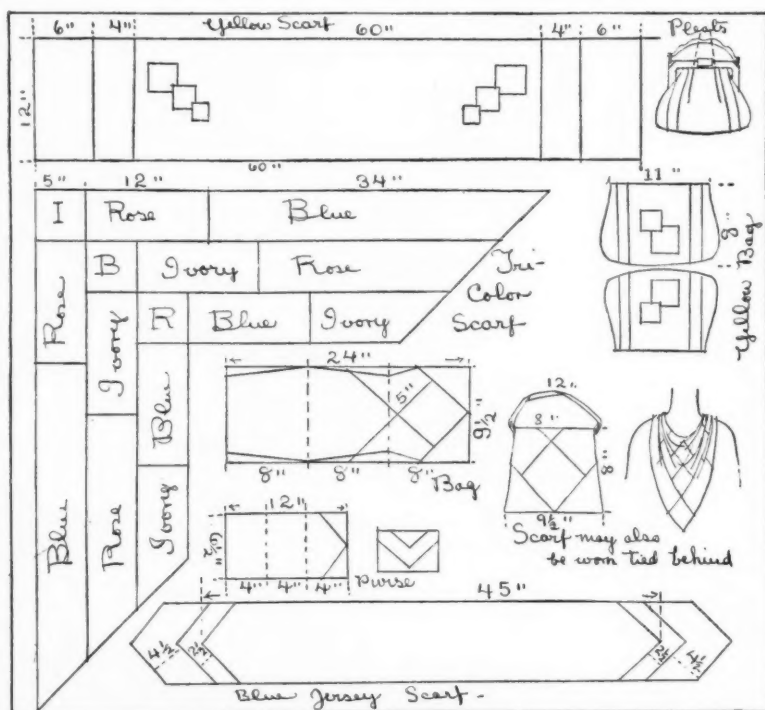 6" 4" Yellow Scarf 60" 4" 6" Pleats
12"
60"
5" 12" 34" 11"
I Rose Blue
8"
Yellow Bag
B Ivory Rose
Tri-
Color
Scarf
Rose
Ivory
R Blue Ivory
24"
5"
9½"
8" 8" 8"
Bag
12"
8"
8"
9½"
Blue
Blue Rose Ivory
12"
6½"
4" 4" 4"
Purse
Scarf may also
be worn tied behind
45"
4½" 2½" 2½" 4½"
Blue Jersey Scarf-